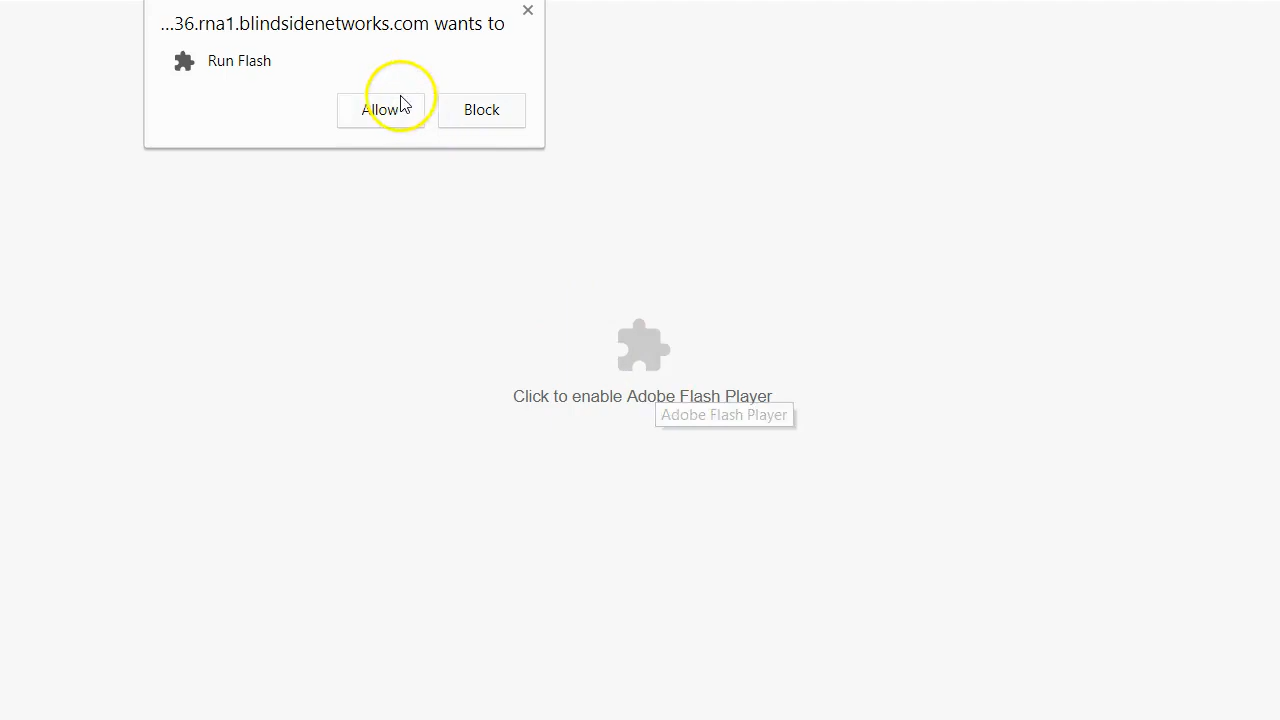 ...36.rna1.blindsidenetworks.com wants to
Run Flash
Allow
Block
Click to enable Adobe Flash Player
Adobe Flash Player